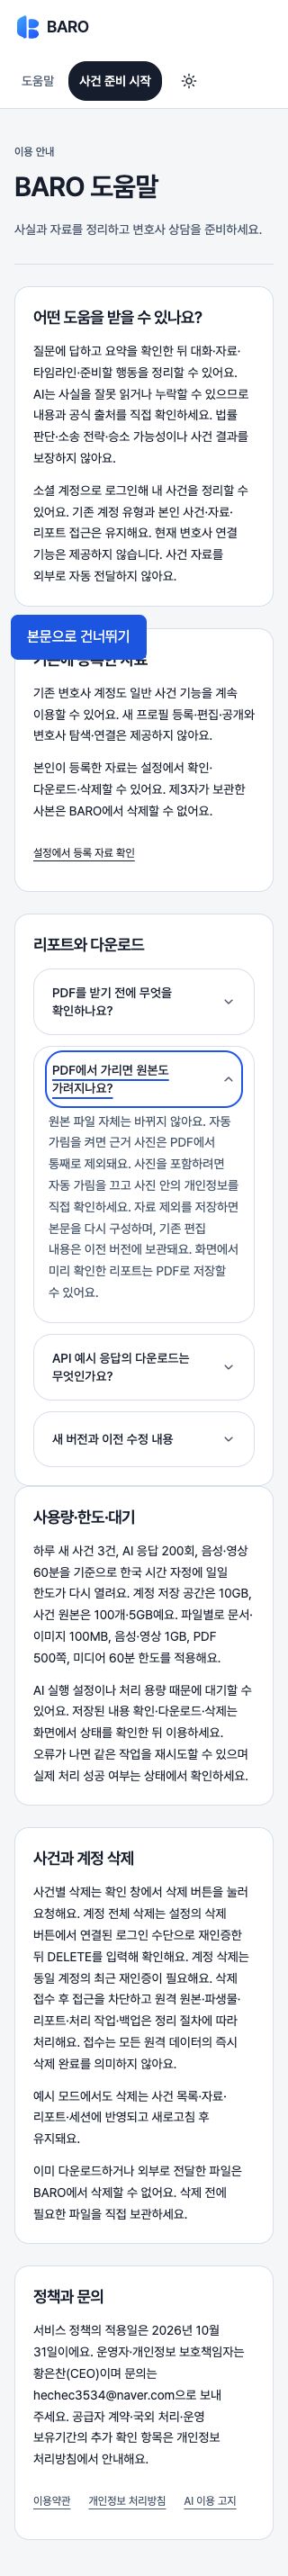 BARO
도움말
사건 준비 시작
이용 안내
BARO 도움말
사실과 자료를 정리하고 변호사 상담을 준비하세요.
어떤 도움을 받을 수 있나요?
질문에 답하고 요약을 확인한 뒤 대화·자료·
타임라인·준비할 행동을 정리할 수 있어요.
AI는 사실을 잘못 읽거나 누락할 수 있으므로
내용과 공식 출처를 직접 확인하세요. 법률
판단·소송 전략·승소 가능성이나 사건 결과를
보장하지 않아요.
소셜 계정으로 로그인해 내 사건을 정리할 수
있어요. 기존 계정 유형과 본인 사건·자료·
리포트 접근은 유지해요. 현재 변호사 연결
기능은 제공하지 않습니다. 사건 자료를
외부로 자동 전달하지 않아요.
본문으로 건너뛰기
기존 변호사 계정도 일반 사건 기능을 계속
이용할 수 있어요. 새 프로필 등록·편집·공개와
변호사 탐색·연결은 제공하지 않아요.
본인이 등록한 자료는 설정에서 확인·
다운로드·삭제할 수 있어요. 제3자가 보관한
사본은 BARO에서 삭제할 수 없어요.
설정에서 등록 자료 확인
리포트와 다운로드
PDF를 받기 전에 무엇을
확인하나요?
PDF에서 가리면 원본도
가려지나요?
원본 파일 자체는 바뀌지 않아요. 자동
가림을 켜면 근거 사진은 PDF에서
통째로 제외돼요. 사진을 포함하려면
자동 가림을 끄고 사진 안의 개인정보를
직접 확인하세요. 자료 제외를 저장하면
본문을 다시 구성하며, 기존 편집
내용은 이전 버전에 보관돼요. 화면에서
미리 확인한 리포트는 PDF로 저장할
수 있어요.
API 예시 응답의 다운로드는
무엇인가요?
새 버전과 이전 수정 내용
사용량·한도·대기
하루 새 사건 3건, AI 응답 200회, 음성·영상
60분을 기준으로 한국 시간 자정에 일일
한도가 다시 열려요. 계정 저장 공간은 10GB,
사건 원본은 100개·5GB예요. 파일별로 문서·
이미지 100MB, 음성·영상 1GB, PDF
500쪽, 미디어 60분 한도를 적용해요.
AI 실행 설정이나 처리 용량 때문에 대기할 수
있어요. 저장된 내용 확인·다운로드·삭제는
화면에서 상태를 확인한 뒤 이용하세요.
오류가 나면 같은 작업을 재시도할 수 있으며
실제 처리 성공 여부는 상태에서 확인하세요.
사건과 계정 삭제
사건별 삭제는 확인 창에서 삭제 버튼을 눌러
요청해요. 계정 전체 삭제는 설정의 삭제
버튼에서 연결된 로그인 수단으로 재인증한
뒤 DELETE를 입력해 확인해요. 계정 삭제는
동일 계정의 최근 재인증이 필요해요. 삭제
접수 후 접근을 차단하고 원격 원본·파생물·
리포트·처리 작업·백업은 정리 절차에 따라
처리해요. 접수는 모든 원격 데이터의 즉시
삭제 완료를 의미하지 않아요.
예시 모드에서도 삭제는 사건 목록·자료·
리포트·세션에 반영되고 새로고침 후
유지돼요.
이미 다운로드하거나 외부로 전달한 파일은
BARO에서 삭제할 수 없어요. 삭제 전에
필요한 파일을 직접 보관하세요.
정책과 문의
서비스 정책의 적용일은 2026년 10월
31일이에요. 운영자·개인정보 보호책임자는
황은찬(CEO)이며 문의는
hechec3534@naver.com으로 보내
주세요. 공급자 계약·국외 처리·운영
보유기간의 추가 확인 항목은 개인정보
처리방침에서 안내해요.
이용약관
개인정보 처리방침
AI 이용 고지